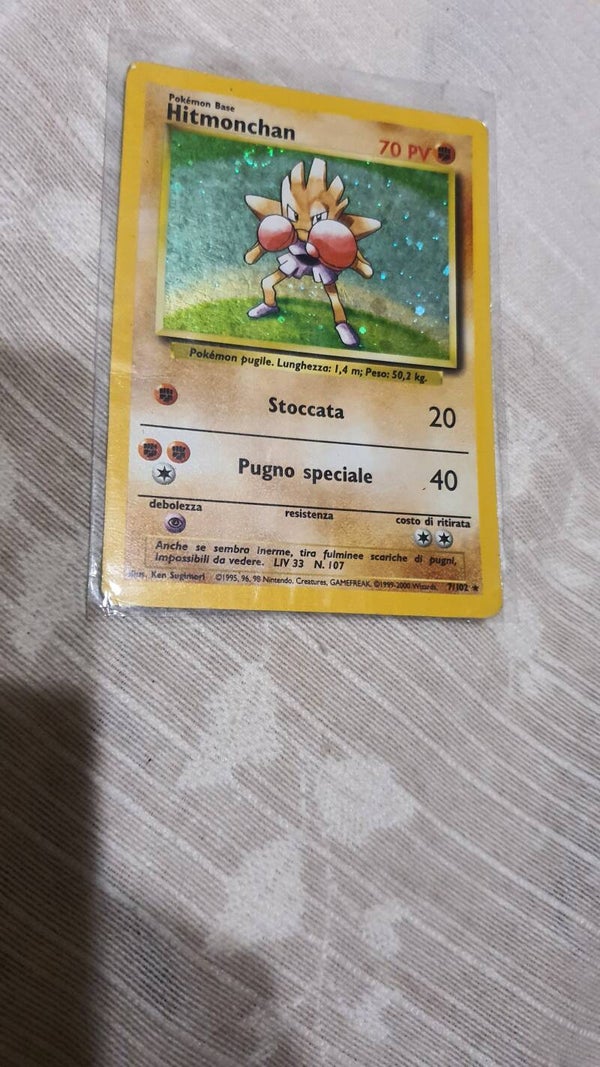 Pokémon Base
Hitmonchan
70 PV
Pokémon pugile. Lunghezza: 1,4 m; Peso: 50,2 kg.
Stoccata 20
Pugno speciale 40
debolezza resistenza costo di ritirata
Anche se sembra inerme, tira fulminee scariche di pugni,
impossibili da vedere. LIV 33 N. 107
Illus. Ken Sugimori ©1995, 96, 98 Nintendo, Creatures, GAMEFREAK. ©1999-2000 Wizards. 7/102 ★